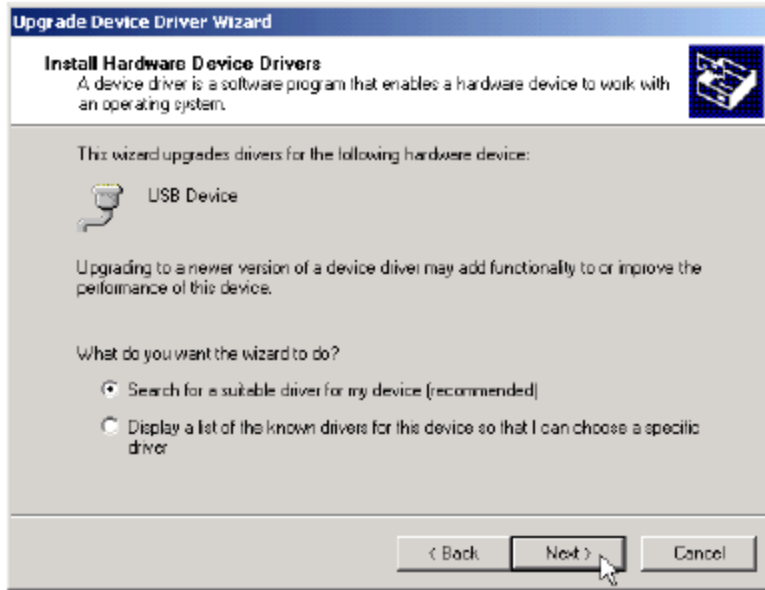 Upgrade Device Driver Wizard
Install Hardware Device Drivers
A device driver is a software program that enables a hardware device to work with
an operating system.
This wizard upgrades drivers for the following hardware device:
USB Device
Upgrading to a newer version of a device driver may add functionality to or improve the
performance of this device.
What do you want the wizard to do?
Search for a suitable driver for my device (recommended)
Display a list of the known drivers for this device so that I can choose a specific
driver
< Back
Next >
Cancel